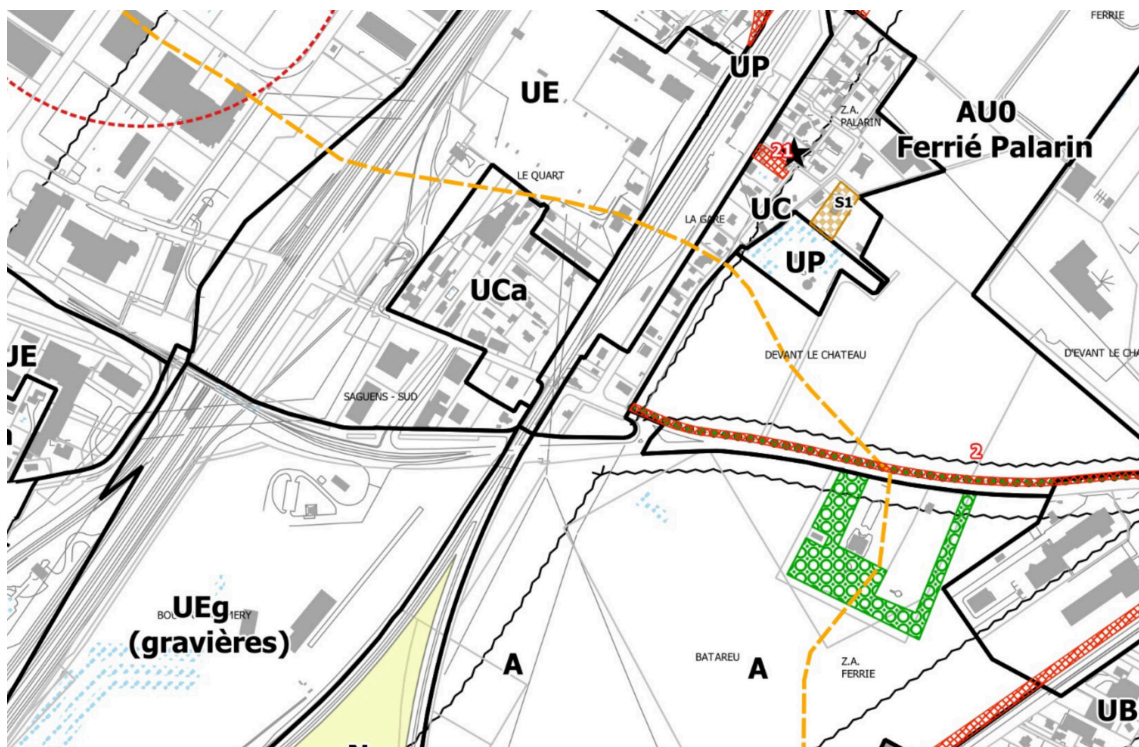 FERRIE
UP
UE
Z.A.
PALARIN
AU0
Ferrié Palarin
21
LE QUART
S1
UC
LA GARE
UP
UCa
UE
DEVANT LE CHATEAU
D'EVANT LE CHA
SAGUENS - SUD
2
UEg
(gravières)
A
BATAREU
A
Z.A.
FERRIE
UB